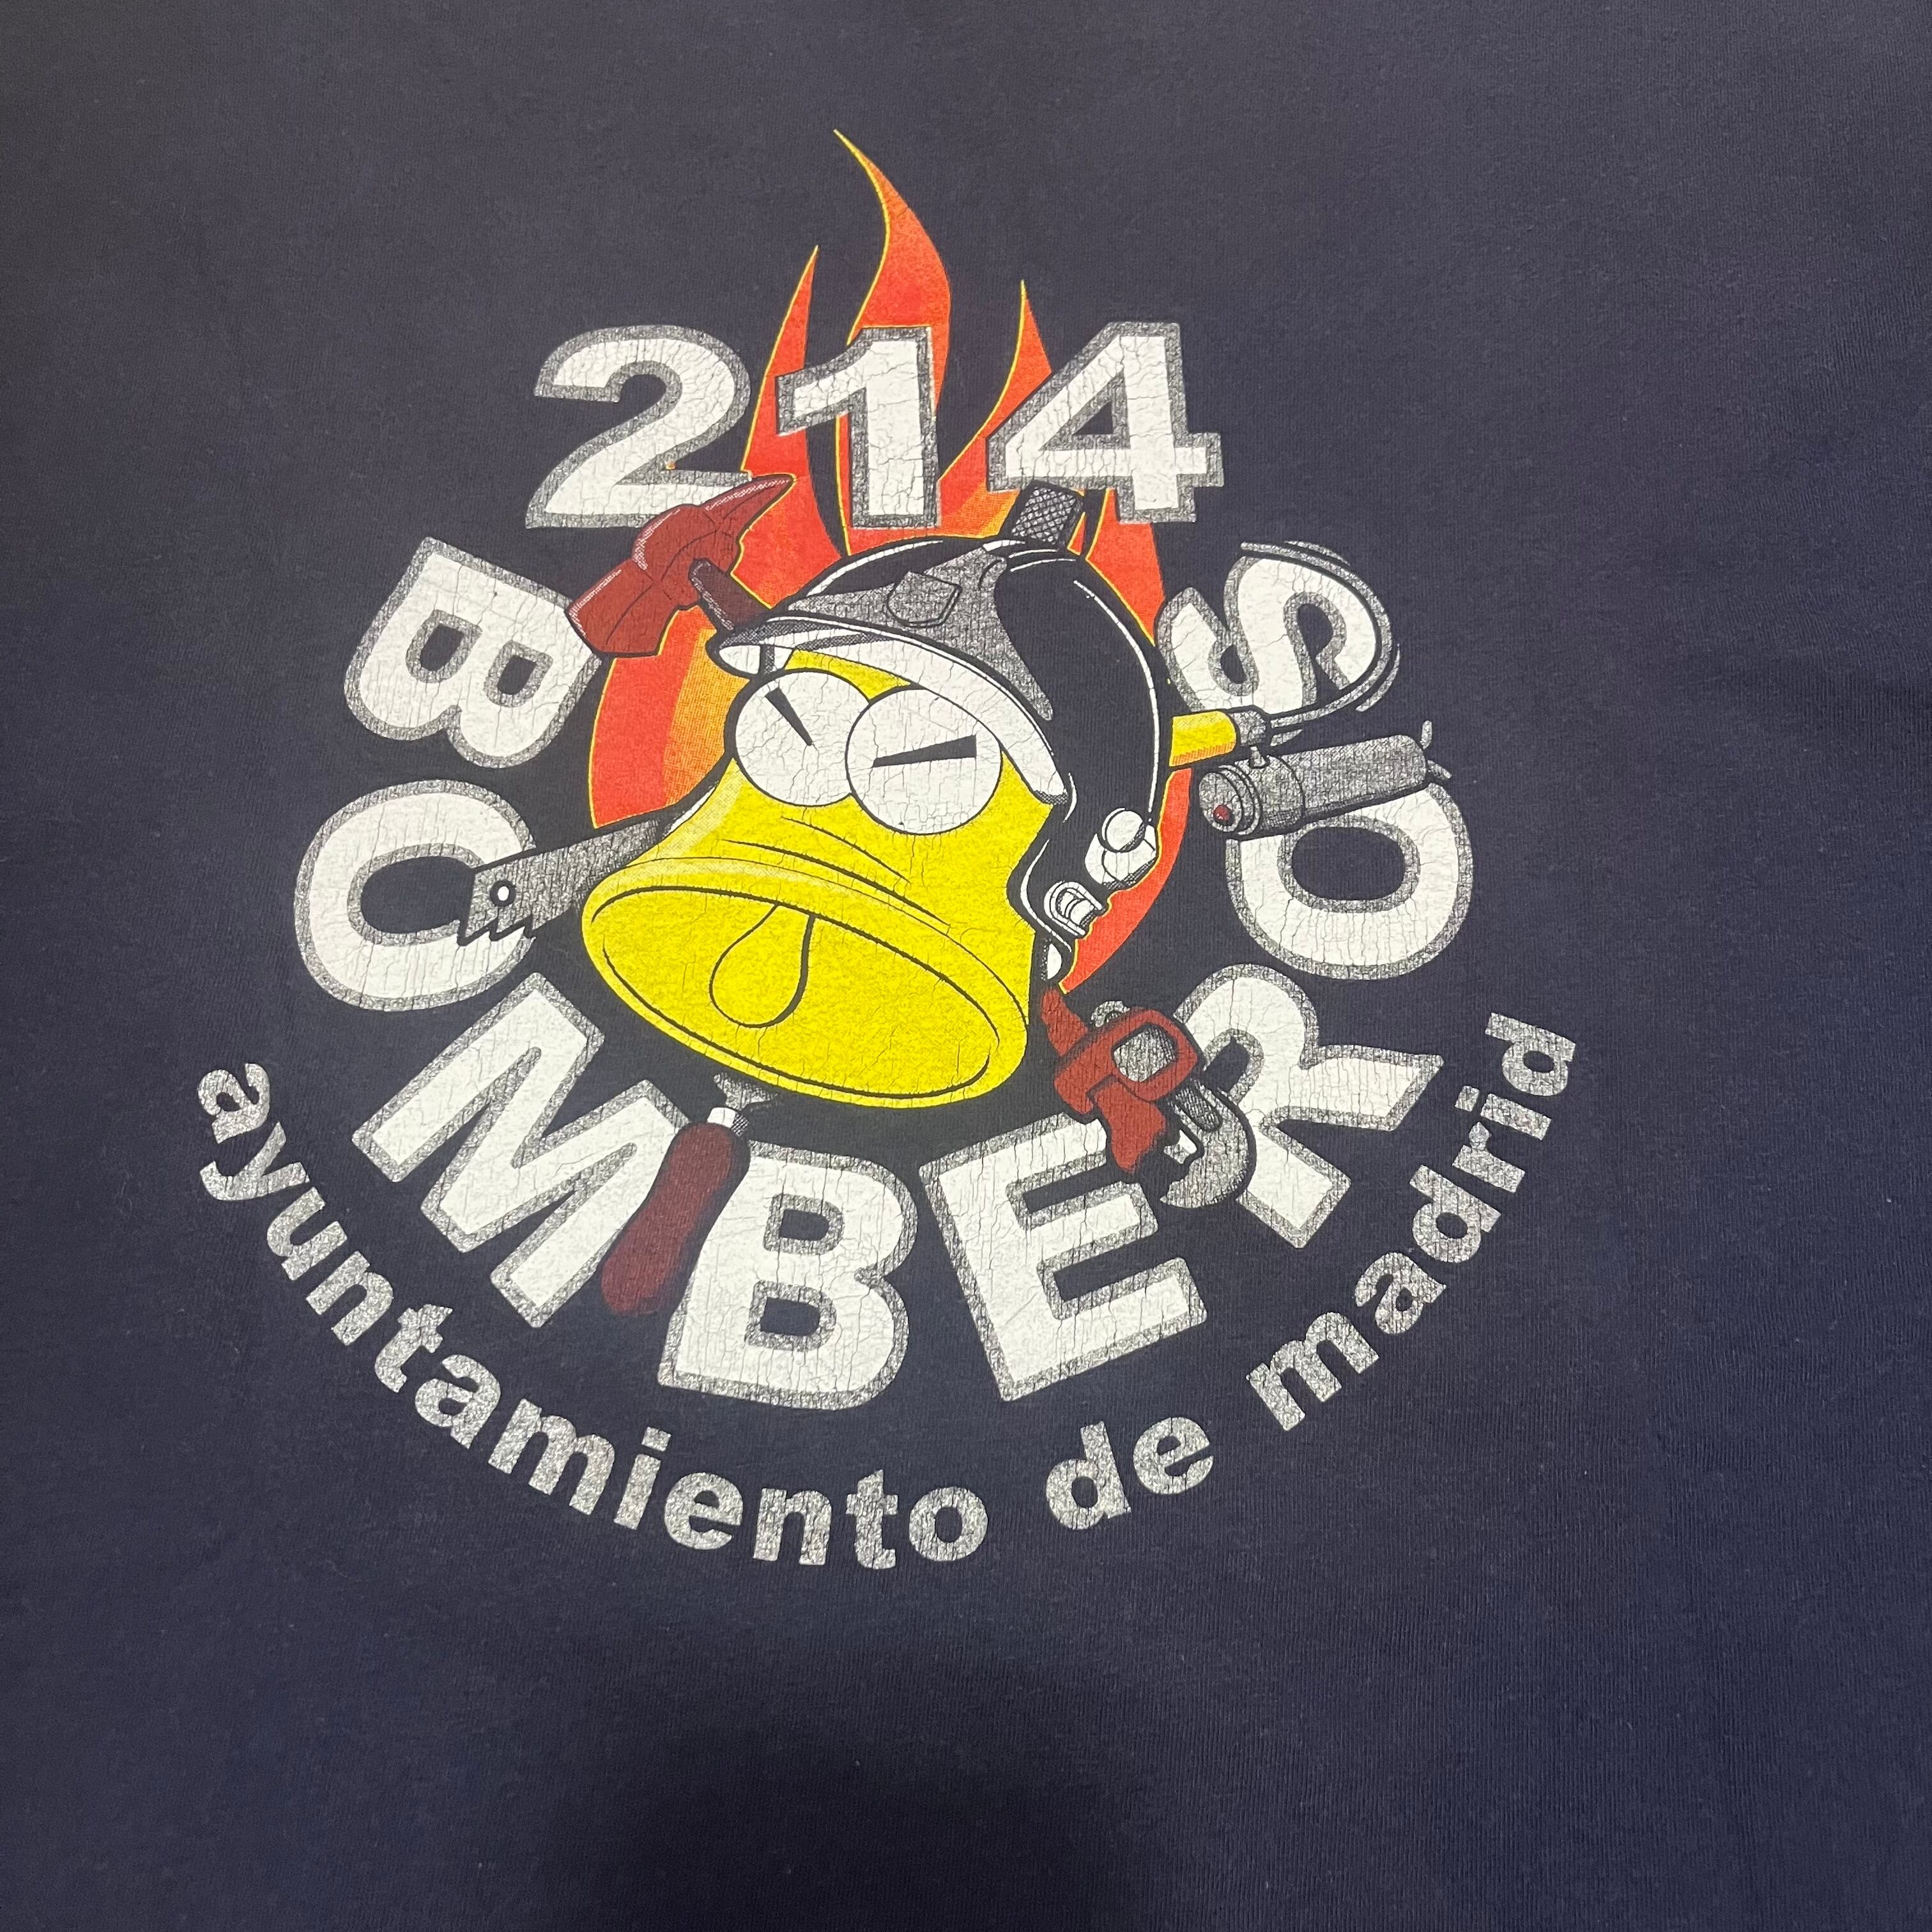 214
BOMBEROS
ayuntamiento de madrid